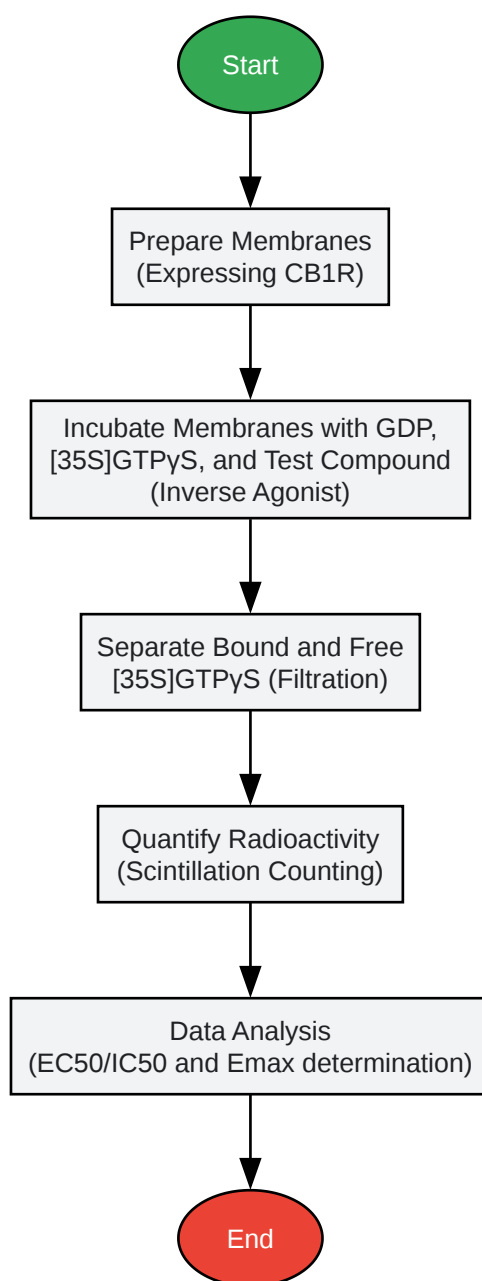 Start
Prepare Membranes
(Expressing CB1R)
Incubate Membranes with GDP,
[35S]GTPγS, and Test Compound
(Inverse Agonist)
Separate Bound and Free
[35S]GTPγS (Filtration)
Quantify Radioactivity
(Scintillation Counting)
Data Analysis
(EC50/IC50 and Emax determination)
End